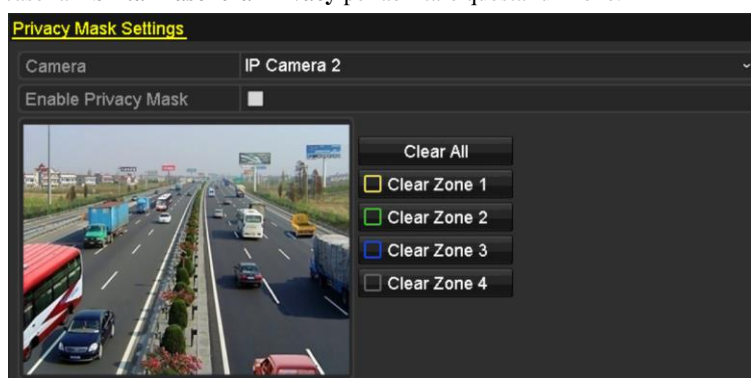 Privacy Mask Settings
Camera IP Camera 2
Enable Privacy Mask
Clear All
Clear Zone 1
Clear Zone 2
Clear Zone 3
Clear Zone 4